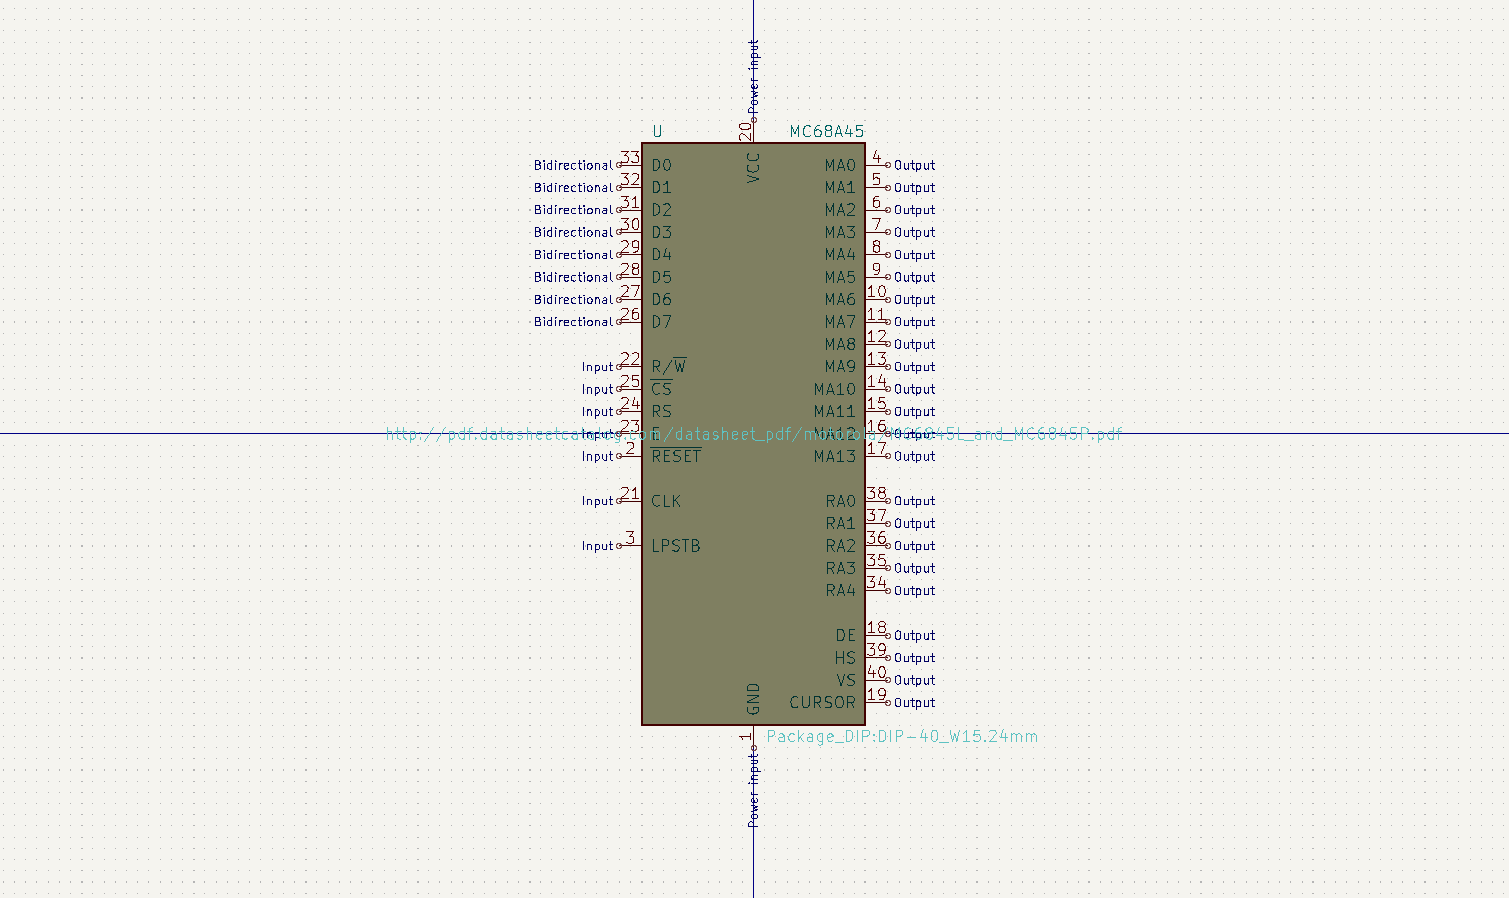 Power input
20
U MC68A45
VCC
Bidirectional 33 D0 MA0 4 Output
Bidirectional 32 D1 MA1 5 Output
Bidirectional 31 D2 MA2 6 Output
Bidirectional 30 D3 MA3 7 Output
Bidirectional 29 D4 MA4 8 Output
Bidirectional 28 D5 MA5 9 Output
Bidirectional 27 D6 MA6 10 Output
Bidirectional 26 D7 MA7 11 Output
MA8 12 Output
Input 22 R/W̅ MA9 13 Output
Input 25 C̅S̅ MA10 14 Output
Input 24 RS MA11 15 Output
Input 23 E MA12 16 Output
http://pdf.datasheetcatalog.com/datasheet_pdf/motorola/MC6845L_and_MC6845P.pdf
Input 2 R̅E̅S̅E̅T̅ MA13 17 Output
Input 21 CLK RA0 38 Output
RA1 37 Output
Input 3 LPSTB RA2 36 Output
RA3 35 Output
RA4 34 Output
DE 18 Output
HS 39 Output
VS 40 Output
CURSOR 19 Output
GND
1
Package_DIP:DIP-40_W15.24mm
Power input